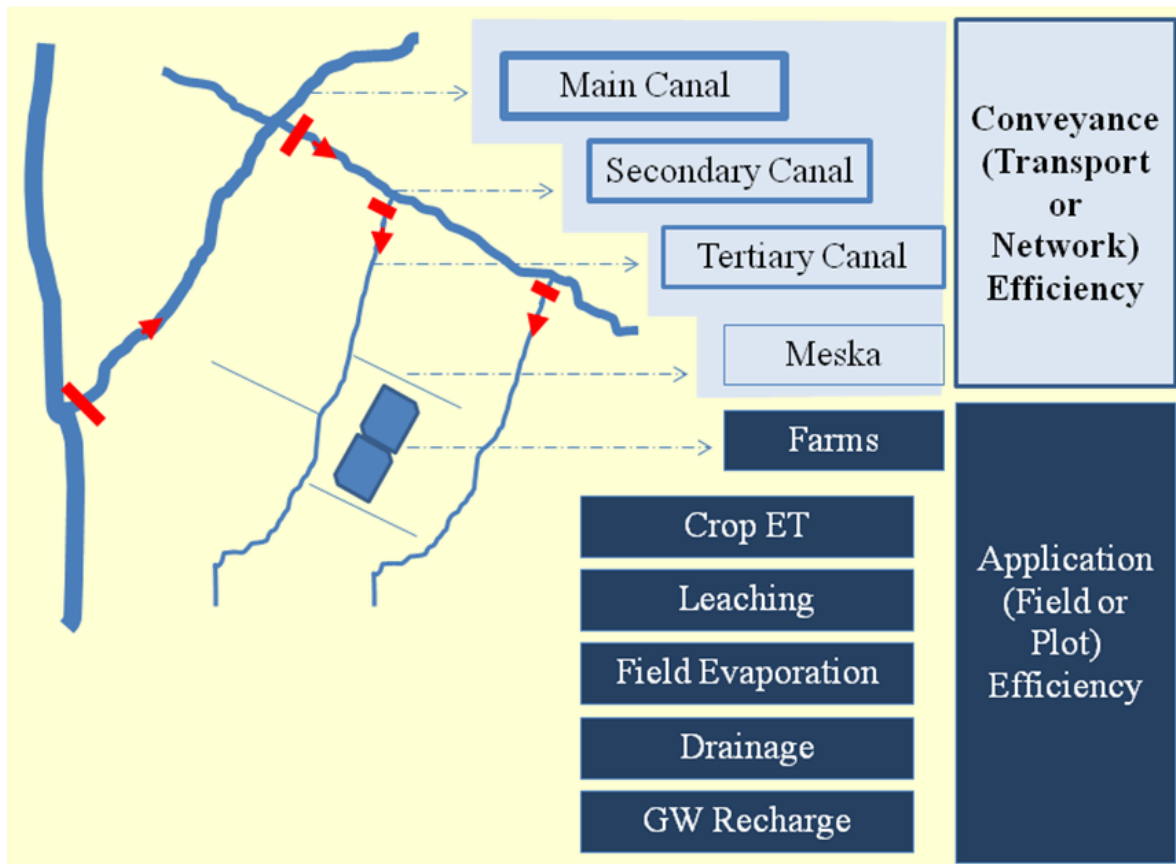 Main Canal
Secondary Canal
Tertiary Canal
Meska
Conveyance
(Transport
or
Network)
Efficiency
Farms
Crop ET
Leaching
Field Evaporation
Drainage
GW Recharge
Application
(Field or
Plot)
Efficiency